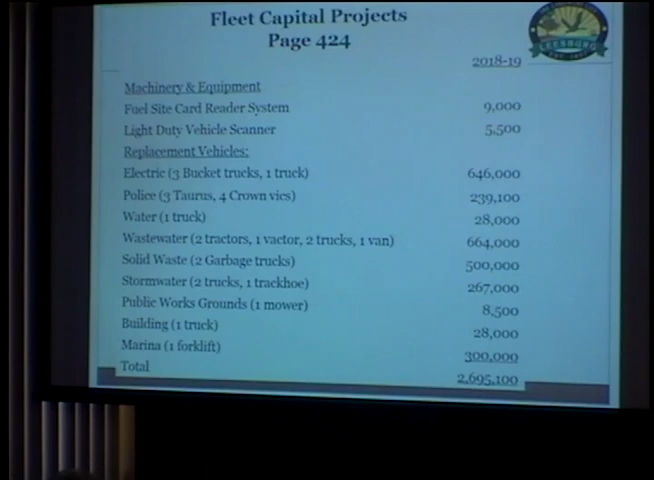 Fleet Capital Projects
Page 424
LEESBURG
2018-19
Machinery & Equipment
Fuel Site Card Reader System 9,000
Light Duty Vehicle Scanner 5,500
Replacement Vehicles:
Electric (3 Bucket trucks, 1 truck) 646,000
Police (3 Taurus, 4 Crown vics) 239,100
Water (1 truck) 28,000
Wastewater (2 tractors, 1 vactor, 2 trucks, 1 van) 664,000
Solid Waste (2 Garbage trucks) 500,000
Stormwater (2 trucks, 1 trackhoe) 267,000
Public Works Grounds (1 mower) 8,500
Building (1 truck) 28,000
Marina (1 forklift) 300,000
Total 2,695,100